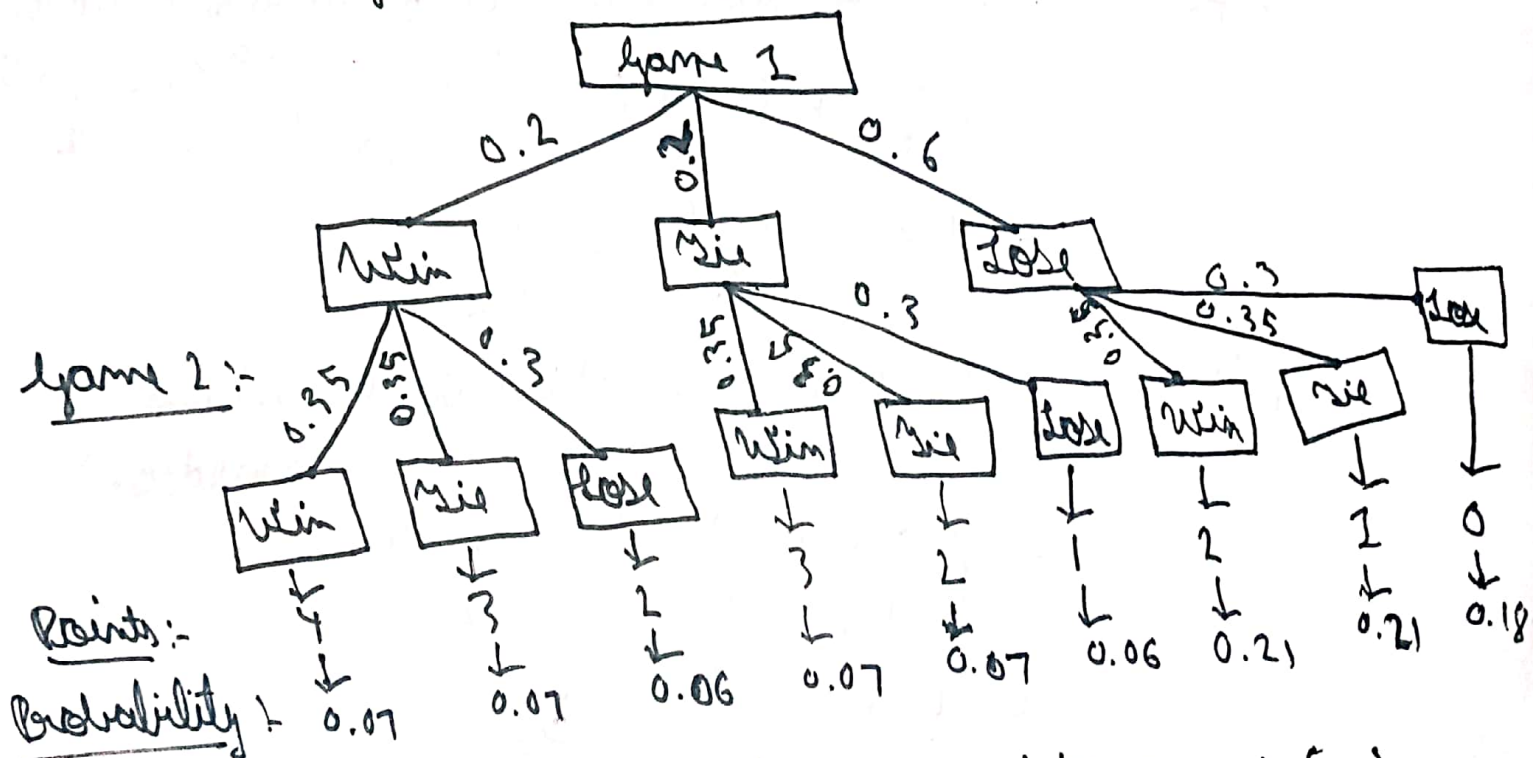 Game 1
0.2 0.2 0.6
Win Tie Lose
0.3 0.35 Lose
Game 2 :-
0.35 0.35 0.3 0.35 0.35 0.3 0.35
Win Tie Lose Win Tie Lose Win Tie
Points :- 4 3 2 3 2 1 2 1 0
Probability :- 0.07 0.07 0.06 0.07 0.07 0.06 0.21 0.21 0.18